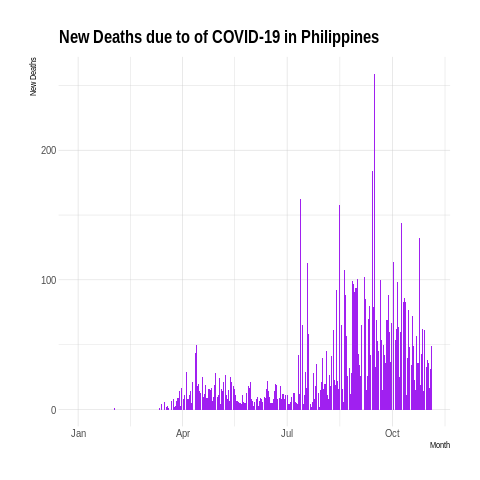 New Deaths due to of COVID-19 in Philippines
New Deaths
200
100
0
Jan Apr Jul Oct
Month